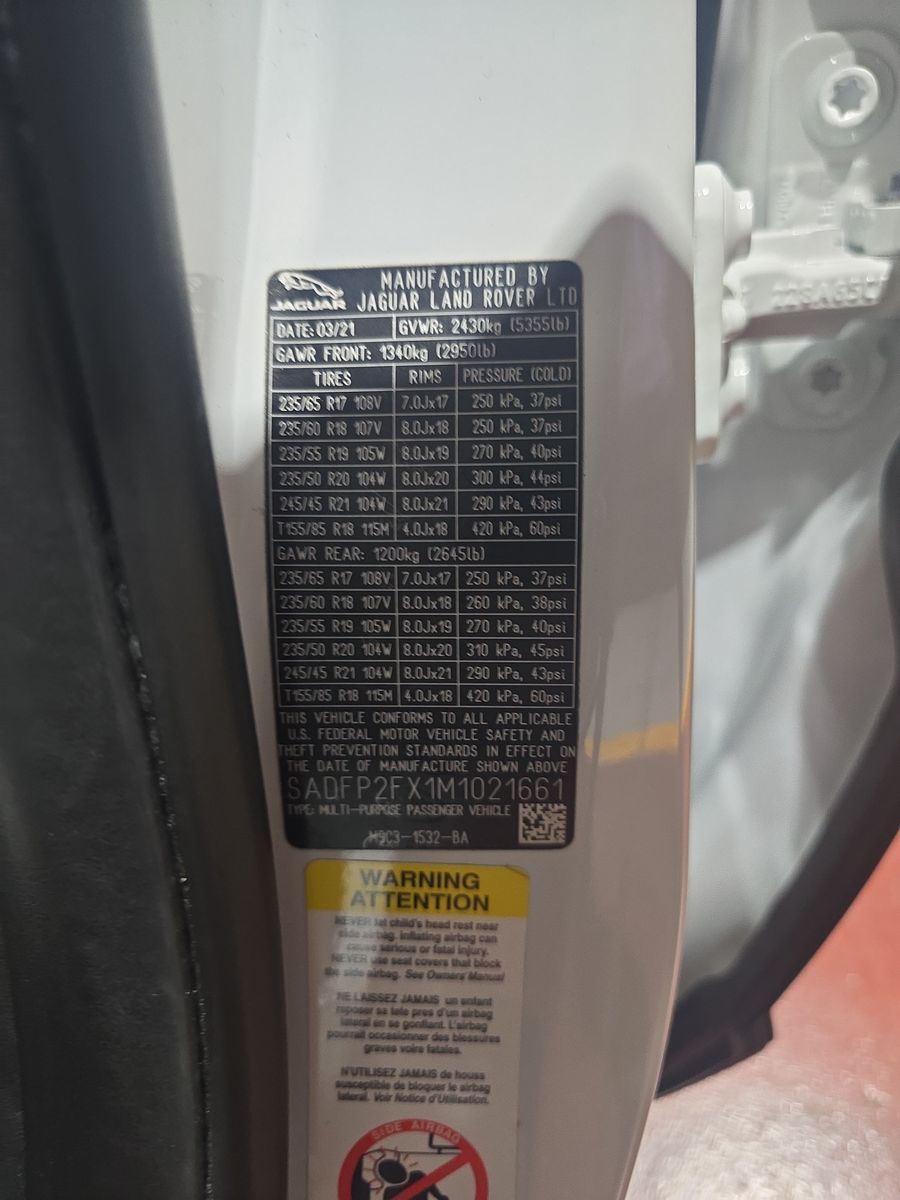 JAGUAR
MANUFACTURED BY
JAGUAR LAND ROVER LTD
DATE: 03/21 GVWR: 2430kg (5355lb)
GAWR FRONT: 1340kg (2950lb)
TIRES RIMS PRESSURE (COLD)
235/65 R17 108V 7.0Jx17 250 kPa, 37psi
235/60 R18 107V 8.0Jx18 250 kPa, 37psi
235/55 R19 105W 8.0Jx19 270 kPa, 40psi
235/50 R20 104W 8.0Jx20 300 kPa, 44psi
245/45 R21 104W 8.0Jx21 290 kPa, 43psi
T155/85 R18 115M 4.0Jx18 420 kPa, 60psi
GAWR REAR: 1200kg (2645lb)
235/65 R17 108V 7.0Jx17 250 kPa, 37psi
235/60 R18 107V 8.0Jx18 260 kPa, 38psi
235/55 R19 105W 8.0Jx19 270 kPa, 40psi
235/50 R20 104W 8.0Jx20 310 kPa, 45psi
245/45 R21 104W 8.0Jx21 290 kPa, 43psi
T155/85 R18 115M 4.0Jx18 420 kPa, 60psi
THIS VEHICLE CONFORMS TO ALL APPLICABLE
U.S. FEDERAL MOTOR VEHICLE SAFETY AND
THEFT PREVENTION STANDARDS IN EFFECT ON
THE DATE OF MANUFACTURE SHOWN ABOVE
SADFP2FX1M1021661
TYPE: MULTI-PURPOSE PASSENGER VEHICLE
M9C3-1532-BA
WARNING
ATTENTION
NEVER let child's head rest near
side airbag. Inflating airbag can
cause serious or fatal injury.
NEVER use seat covers that block
the side airbag. See Owners Manual
NE LAISSEZ JAMAIS un enfant
reposer sa tete pres d'un airbag
lateral en se gonflant. L'airbag
pourrait occasionner des blessures
graves voire fatales.
N'UTILISEZ JAMAIS de houss
susceptible de bloquer le airbag
lateral. Voir Notice d'Utilisation.
SIDE AIRBAG